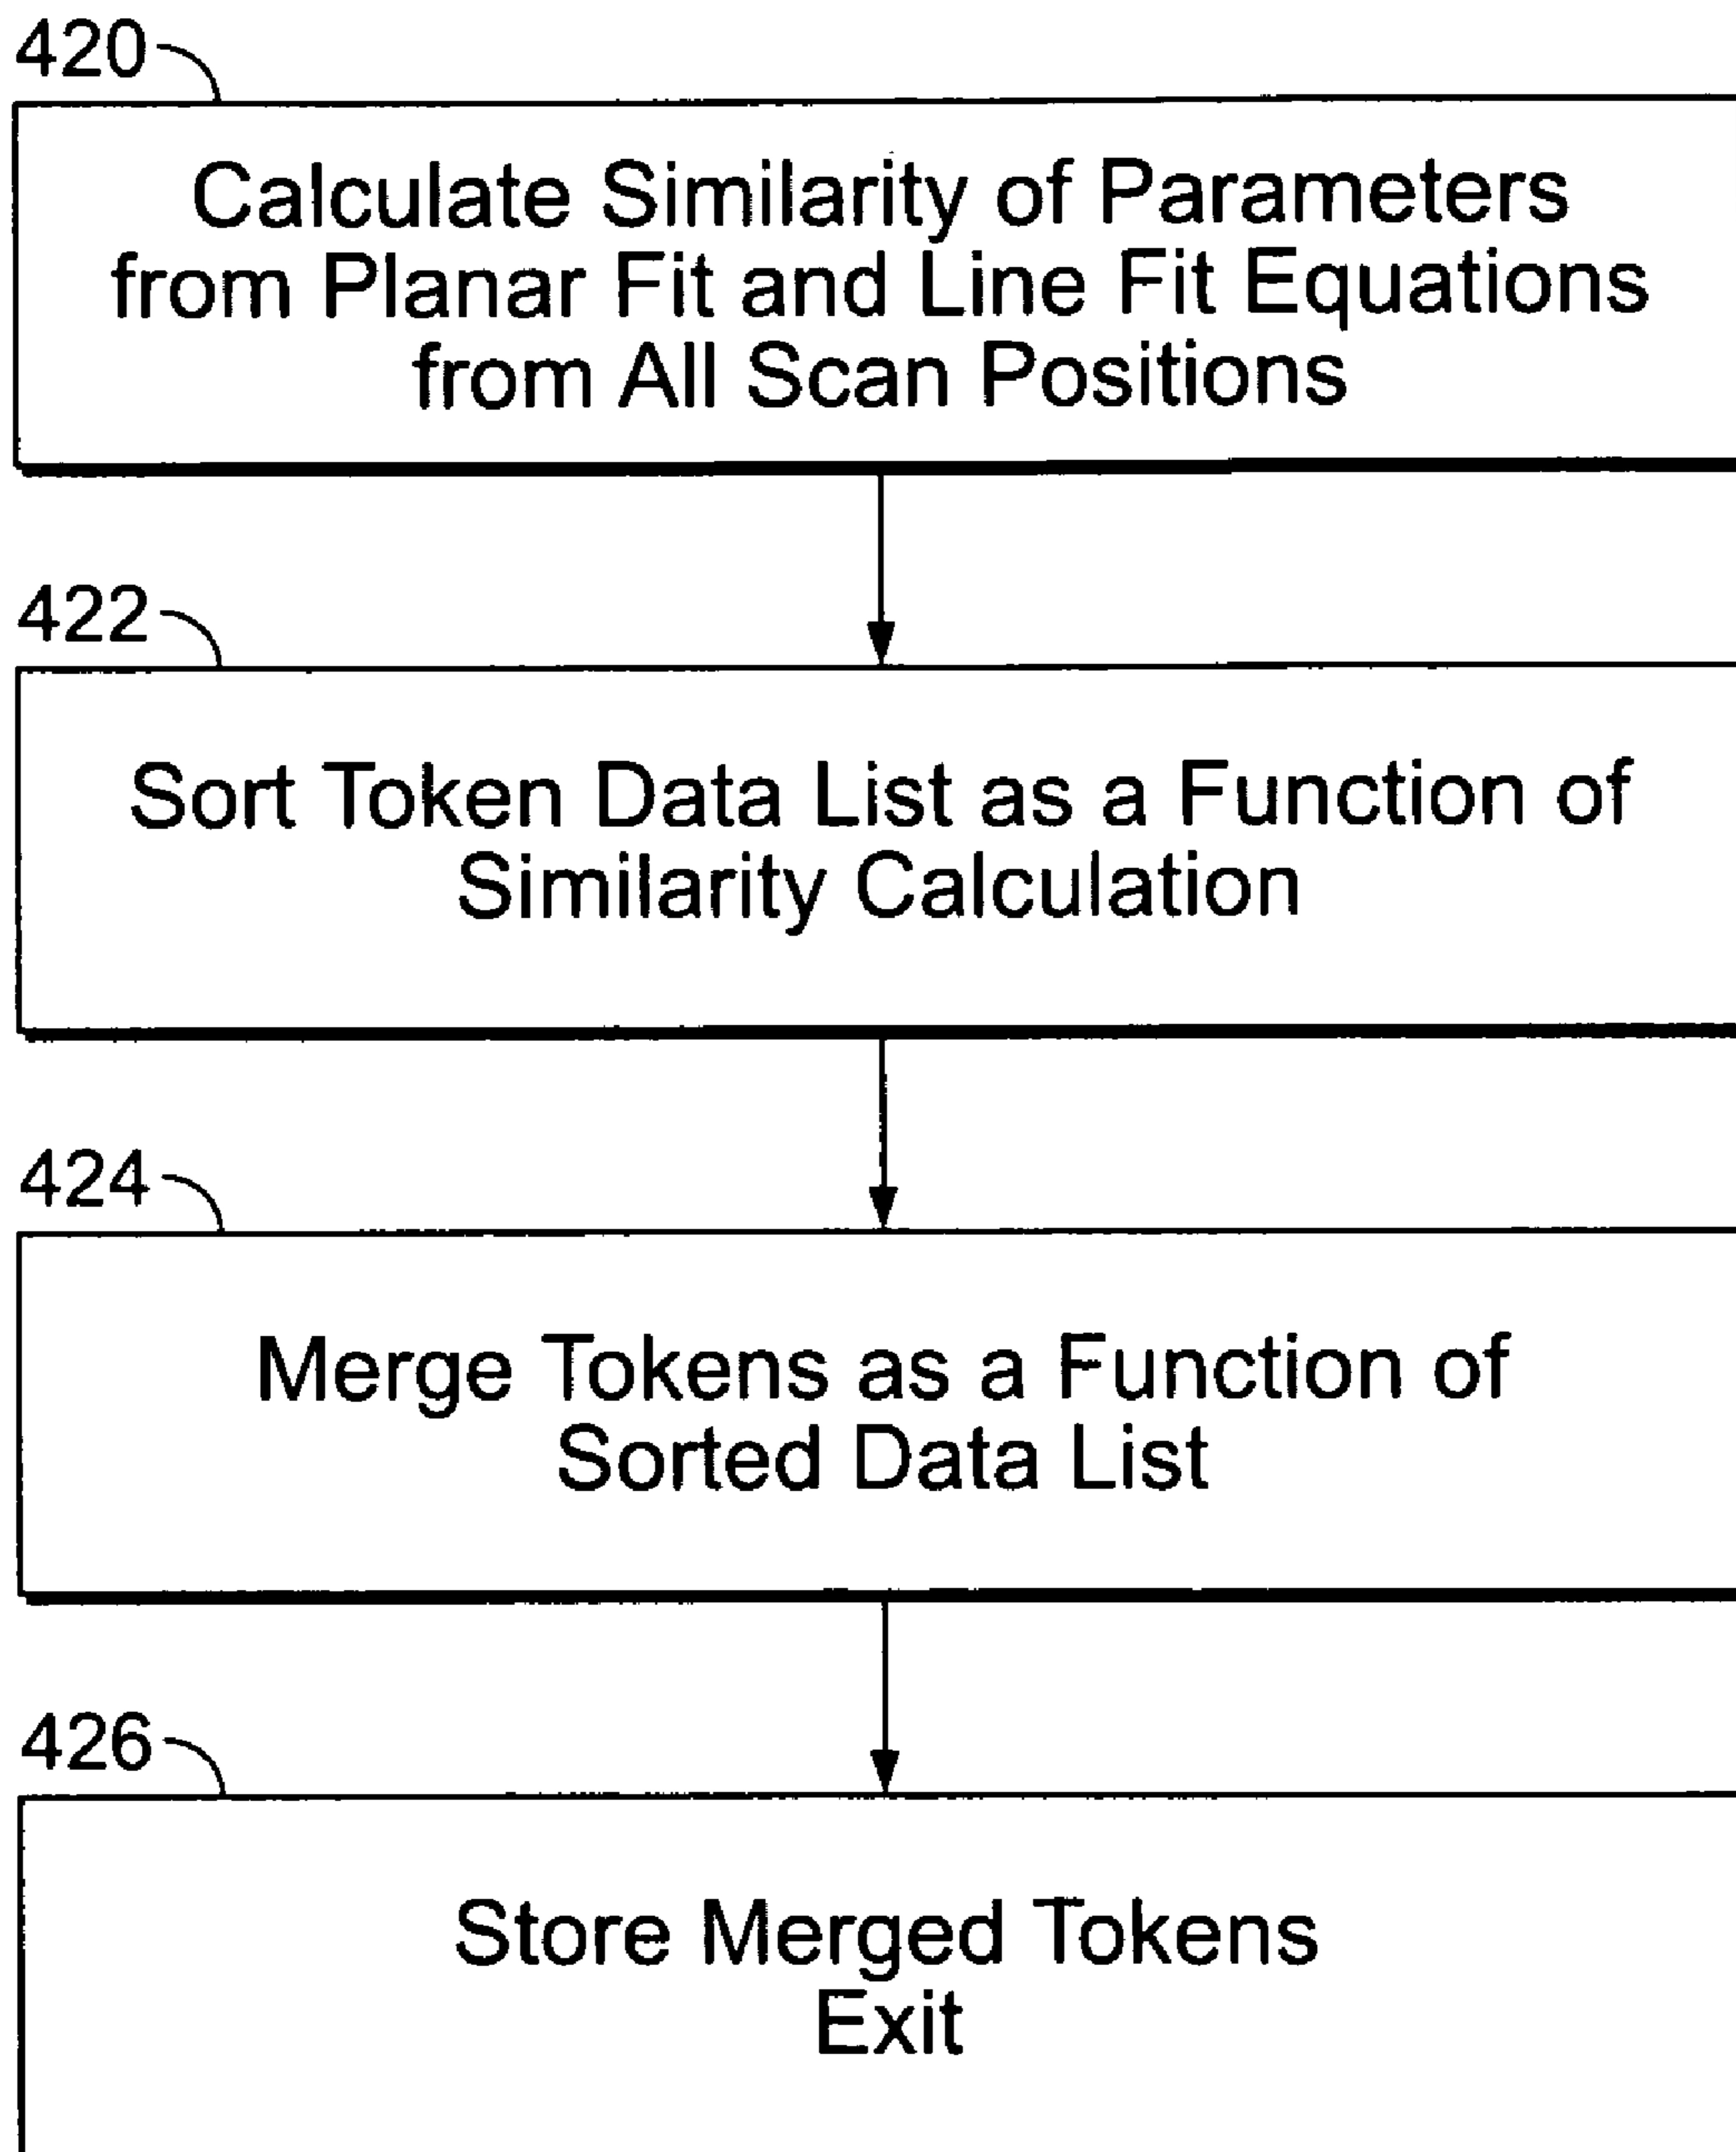 420
Calculate Similarity of Parameters
from Planar Fit and Line Fit Equations
from All Scan Positions
422
Sort Token Data List as a Function of
Similarity Calculation
424
Merge Tokens as a Function of
Sorted Data List
426
Store Merged Tokens
Exit